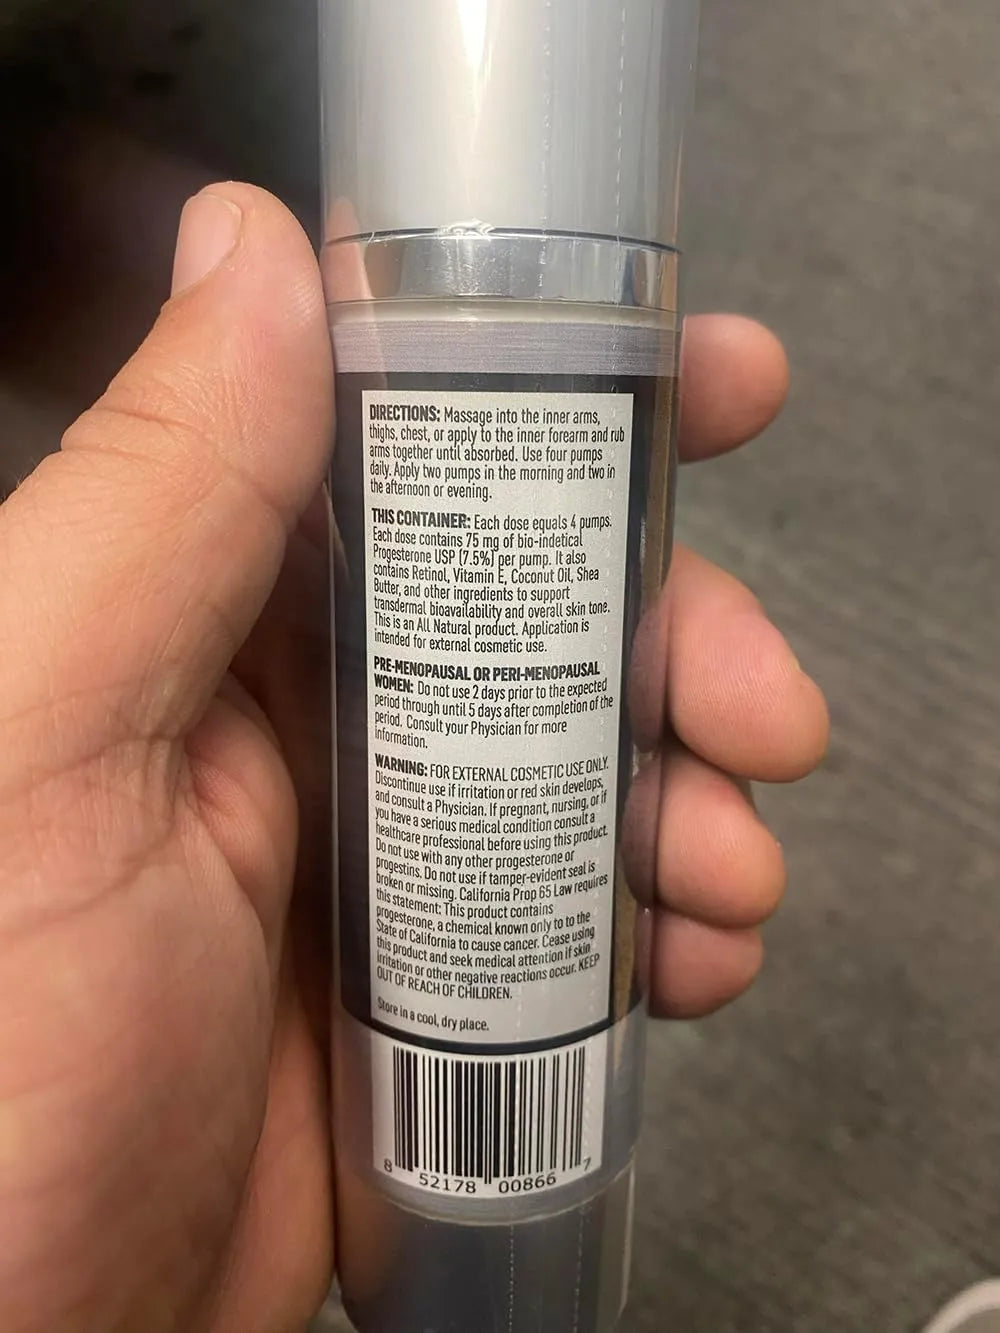 DIRECTIONS: Massage into the inner arms,
thighs, chest, or apply to the inner forearm and rub
arms together until absorbed. Use four pumps
daily. Apply two pumps in the morning and two in
the afternoon or evening.
THIS CONTAINER: Each dose equals 4 pumps.
Each dose contains 75 mg of bio-indetical
Progesterone USP (7.5%) per pump. It also
contains Retinol, Vitamin E, Coconut Oil, Shea
Butter, and other ingredients to support
transdermal bioavailability and overall skin tone.
This is an All Natural product. Application is
intended for external cosmetic use.
PRE-MENOPAUSAL OR PERI-MENOPAUSAL
WOMEN: Do not use 2 days prior to the expected
period through until 5 days after completion of the
period. Consult your Physician for more
information.
WARNING: FOR EXTERNAL COSMETIC USE ONLY.
Discontinue use if irritation or red skin develops,
and consult a Physician. If pregnant, nursing, or if
you have a serious medical condition consult a
healthcare professional before using this product.
Do not use with any other progesterone or
progestins. Do not use if tamper-evident seal is
broken or missing. California Prop 65 Law requires
this statement: This product contains
progesterone, a chemical known only to to the
State of California to cause cancer. Cease using
this product and seek medical attention if skin
irritation or other negative reactions occur. KEEP
OUT OF REACH OF CHILDREN.
Store in a cool, dry place.
8 52178 00866 7